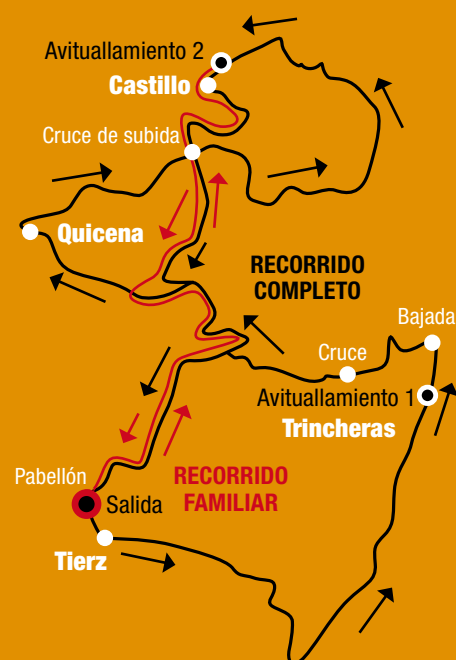 Avituallamiento 2
Castillo
Cruce de subida
Quicena
RECORRIDO
COMPLETO
Bajada
Cruce
Avituallamiento 1
Trincheras
Pabellón
RECORRIDO
FAMILIAR
Salida
Tierz